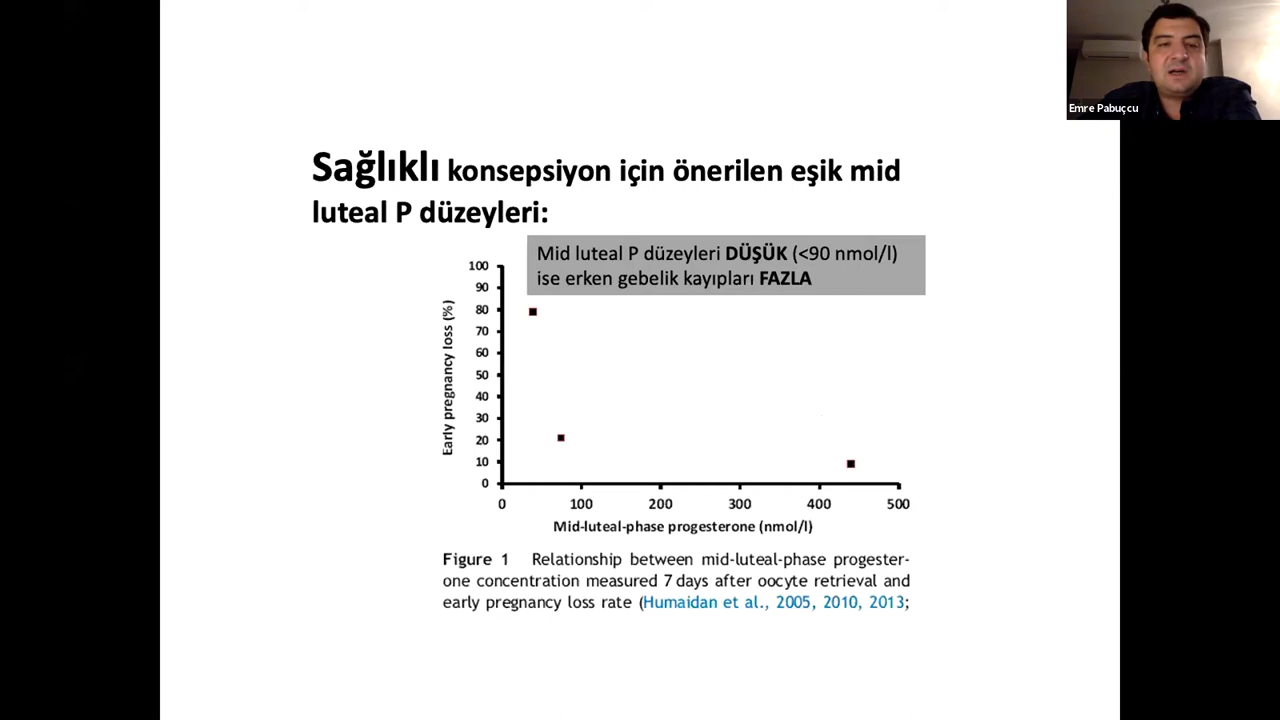 Emre Pabuçcu
Sağlıklı konsepsiyon için önerilen eşik mid
luteal P düzeyleri:
Mid luteal P düzeyleri DÜŞÜK (<90 nmol/l)
ise erken gebelik kayıpları FAZLA
Early pregnancy loss (%)
100
90
80
70
60
50
40
30
20
10
0
0 100 200 300 400 500
Mid-luteal-phase progesterone (nmol/l)
Figure 1 Relationship between mid-luteal-phase progester-
one concentration measured 7 days after oocyte retrieval and
early pregnancy loss rate (Humaidan et al., 2005, 2010, 2013;